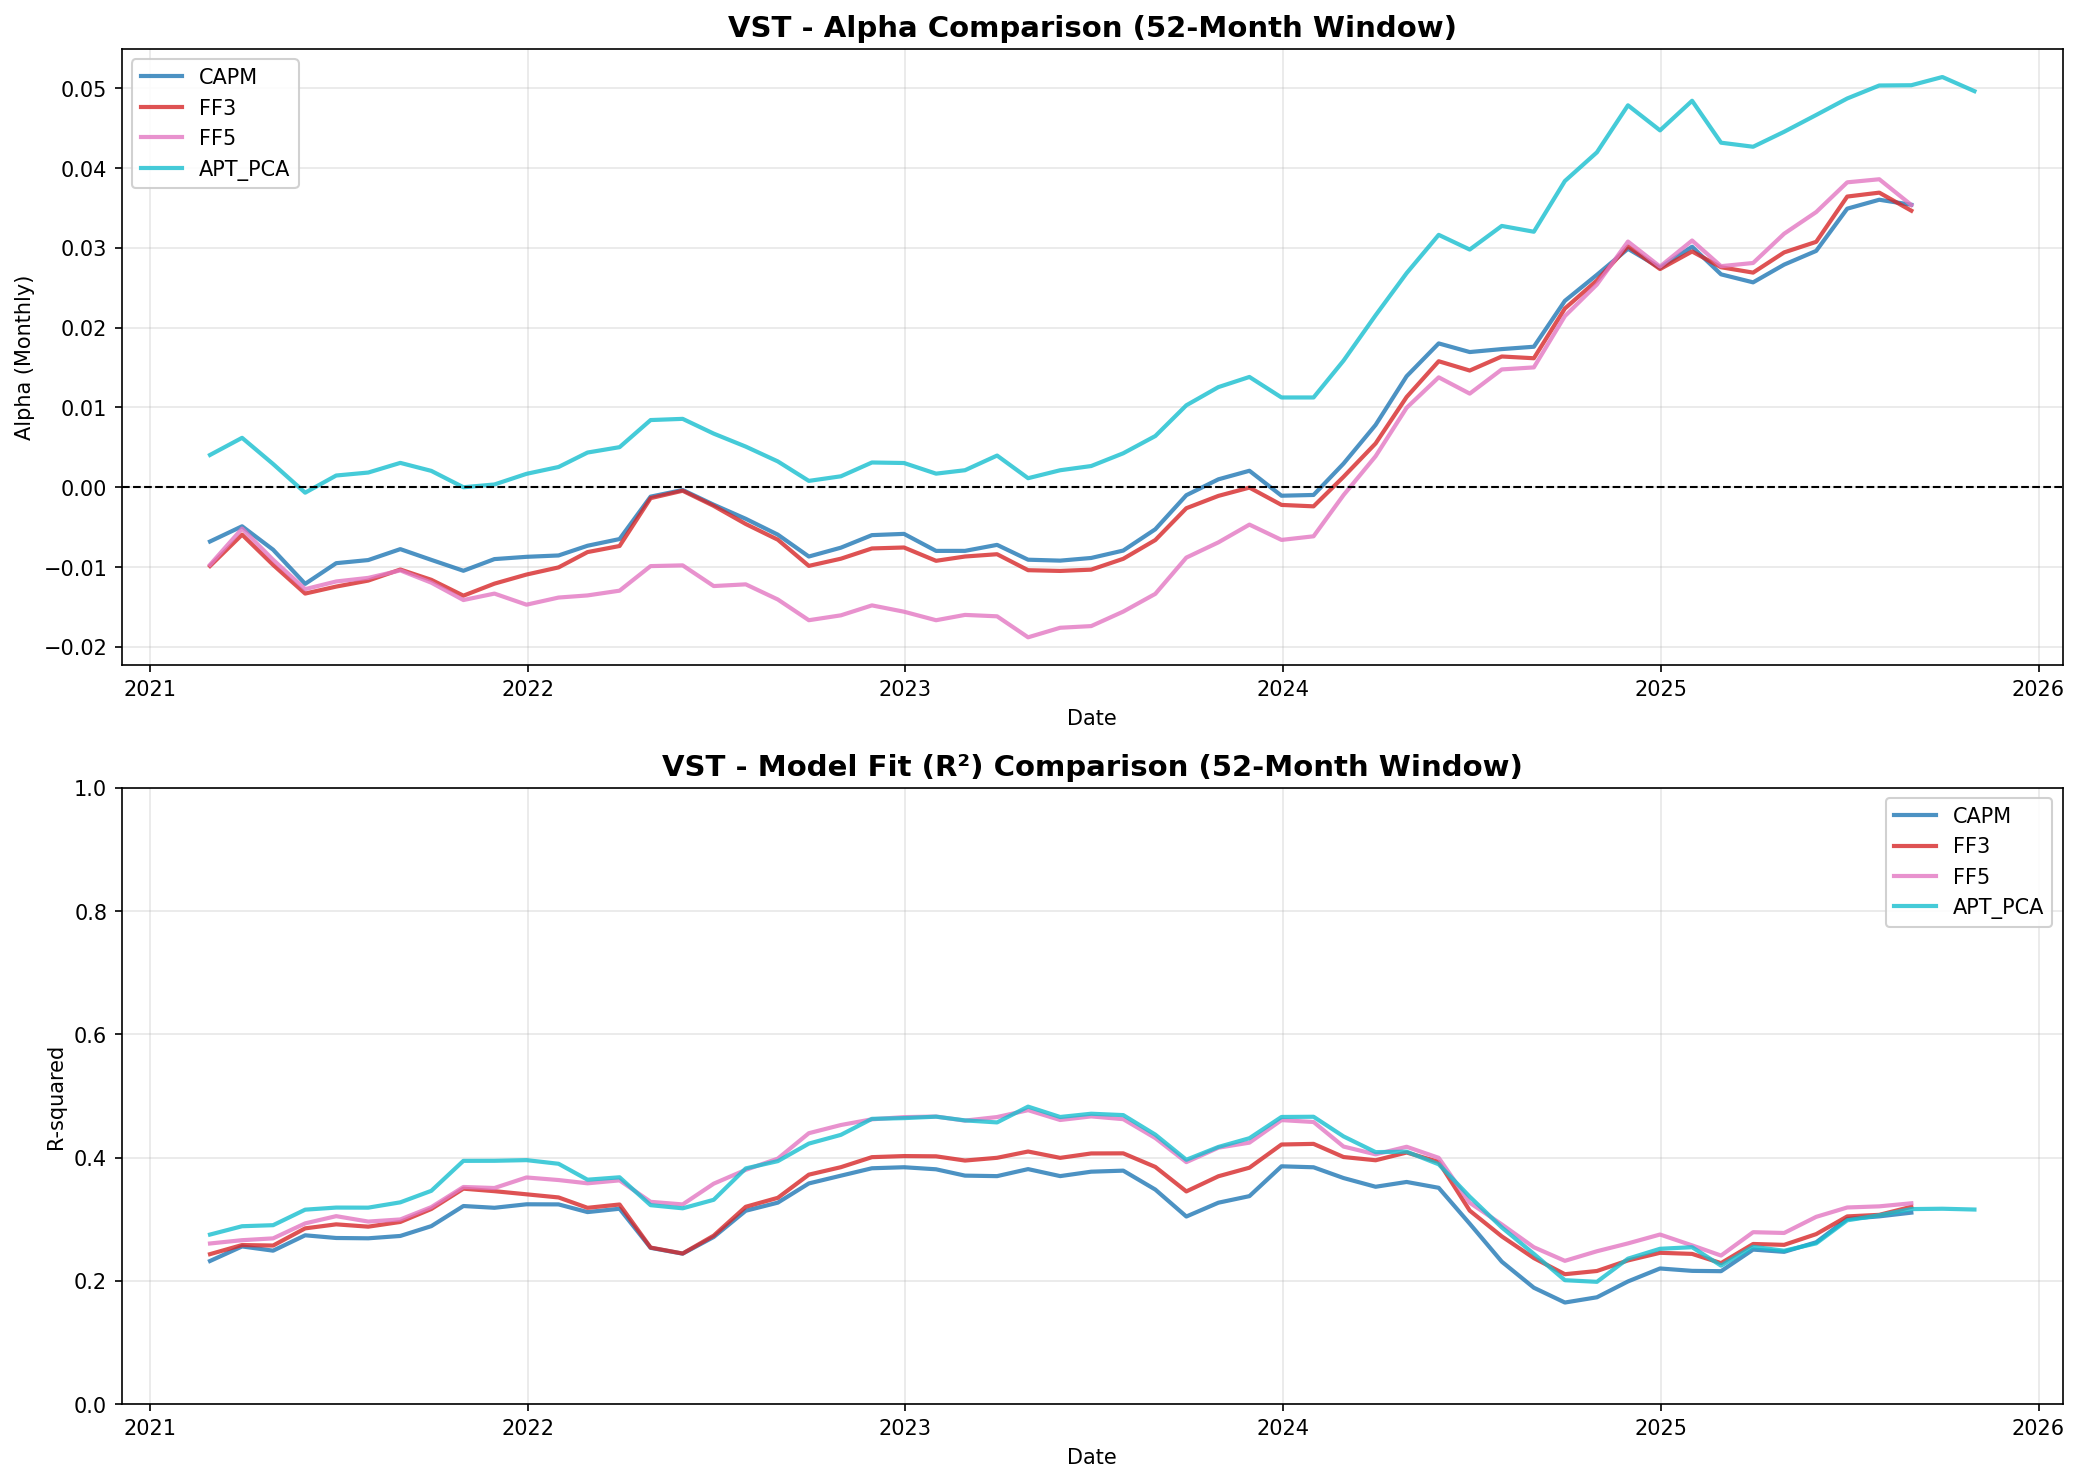 VST - Alpha Comparison (52-Month Window)
CAPM
FF3
FF5
APT_PCA
0.05
0.04
0.03
0.02
0.01
0.00
−0.01
−0.02
Alpha (Monthly)
2021 2022 2023 2024 2025 2026
Date
VST - Model Fit (R²) Comparison (52-Month Window)
CAPM
FF3
FF5
APT_PCA
1.0
0.8
0.6
0.4
0.2
0.0
R-squared
2021 2022 2023 2024 2025 2026
Date